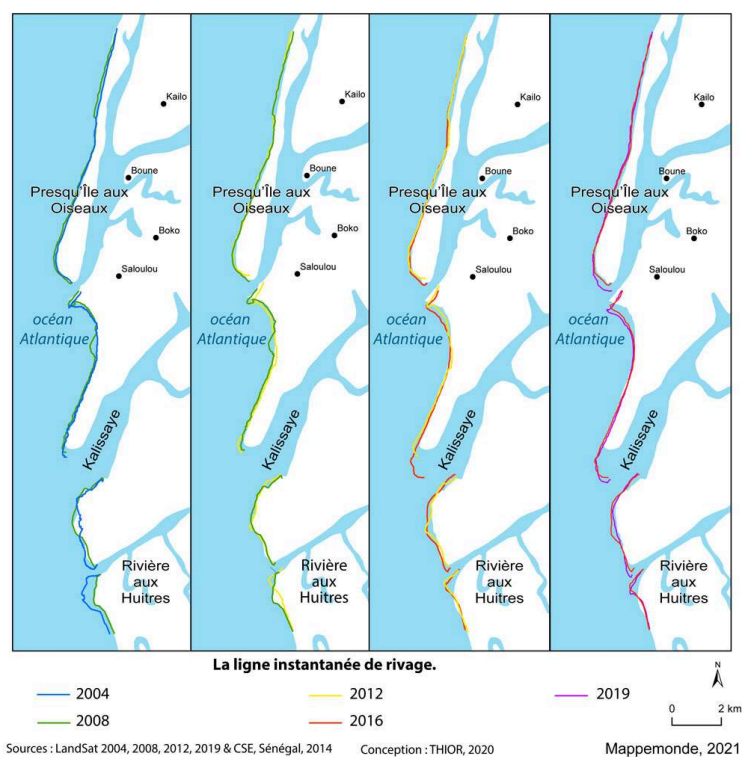 Kailo
Kailo
Kailo
Kailo
Boune
Boune
Boune
Boune
Presqu'Île aux
Oiseaux
Presqu'Île aux
Oiseaux
Presqu'Île aux
Oiseaux
Presqu'Île aux
Oiseaux
Boko
Boko
Boko
Boko
Saloulou
Saloulou
Saloulou
Saloulou
océan
Atlantique
océan
Atlantique
océan
Atlantique
océan
Atlantique
Kalissaye
Kalissaye
Kalissaye
Kalissaye
Rivière
aux
Huitres
Rivière
aux
Huitres
Rivière
aux
Huitres
Rivière
aux
Huitres
La ligne instantanée de rivage.
N
2004
2012
2019
2008
2016
0 2 km
Sources : LandSat 2004, 2008, 2012, 2019 & CSE, Sénégal, 2014
Conception : THIOR, 2020
Mappemonde, 2021